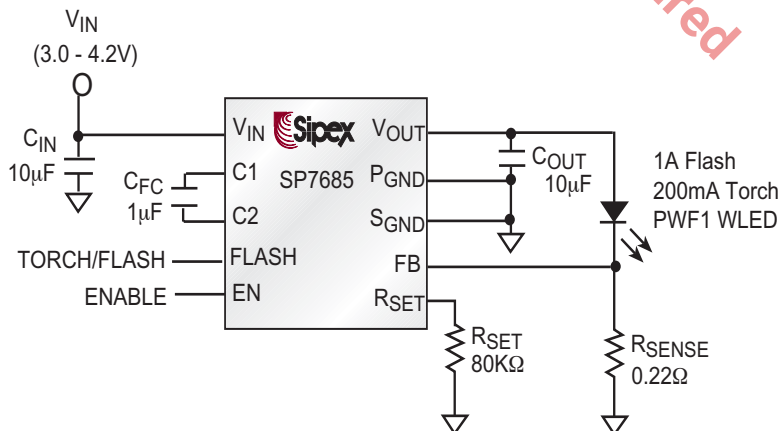 VIN
(3.0 - 4.2V)
CIN
10μF
CFC
1μF
TORCH/FLASH
ENABLE
VIN
Sipex
VOUT
C1
SP7685
PGND
C2
SGND
FLASH
FB
EN
RSET
COUT
10μF
1A Flash
200mA Torch
PWF1 WLED
RSET
80KΩ
RSENSE
0.22Ω